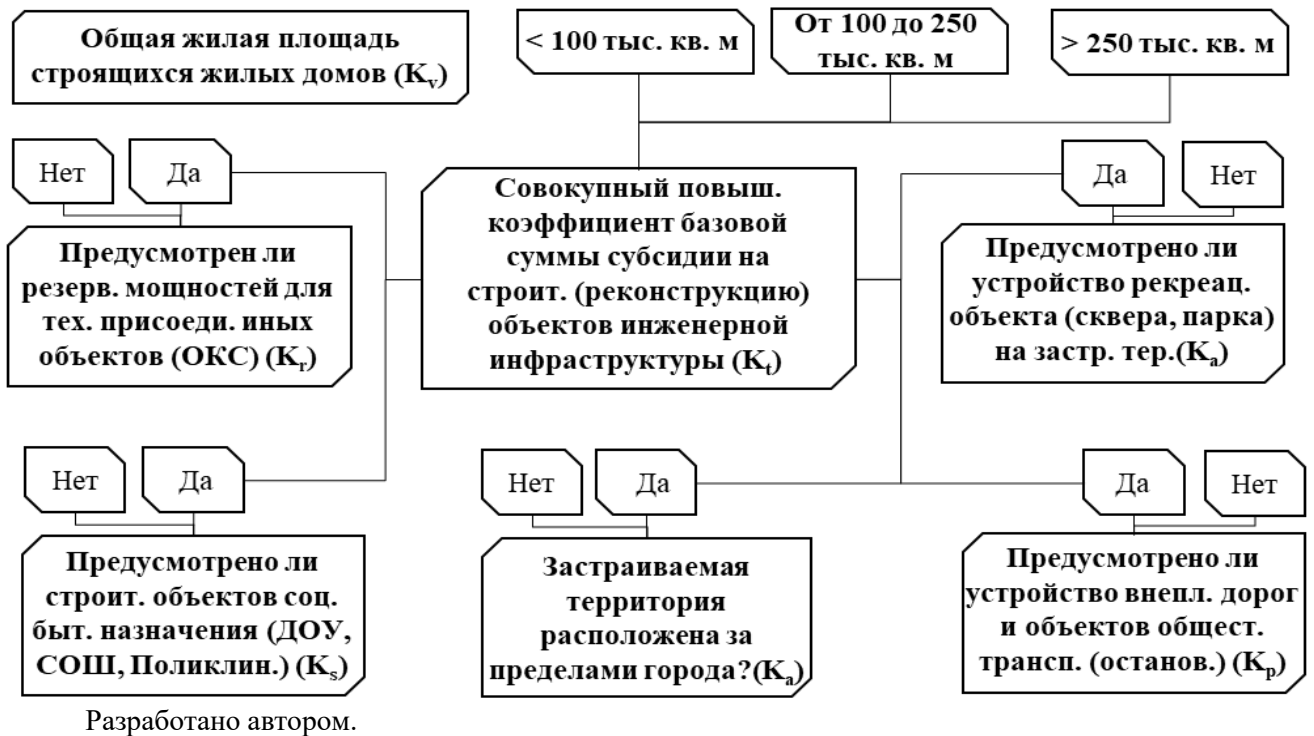 Общая жилая площадь
строящихся жилых домов (Kv)
< 100 тыс. кв. м
От 100 до 250
тыс. кв. м
> 250 тыс. кв. м
Нет
Да
Предусмотрен ли
резерв. мощностей для
тех. присоеди. иных
объектов (ОКС) (Kr)
Совокупный повыш.
коэффициент базовой
суммы субсидии на
строит. (реконструкцию)
объектов инженерной
инфраструктуры (Kt)
Да
Нет
Предусмотрено ли
устройство рекреац.
объекта (сквера, парка)
на застр. тер.(Ka)
Нет
Да
Предусмотрено ли
строит. объектов соц.
быт. назначения (ДОУ,
СОШ, Поликлин.) (Ks)
Нет
Да
Застраиваемая
территория
расположена за
пределами города?(Ka)
Да
Нет
Предусмотрено ли
устройство внепл. дорог
и объектов общест.
трансп. (останов.) (Kp)
Разработано автором.